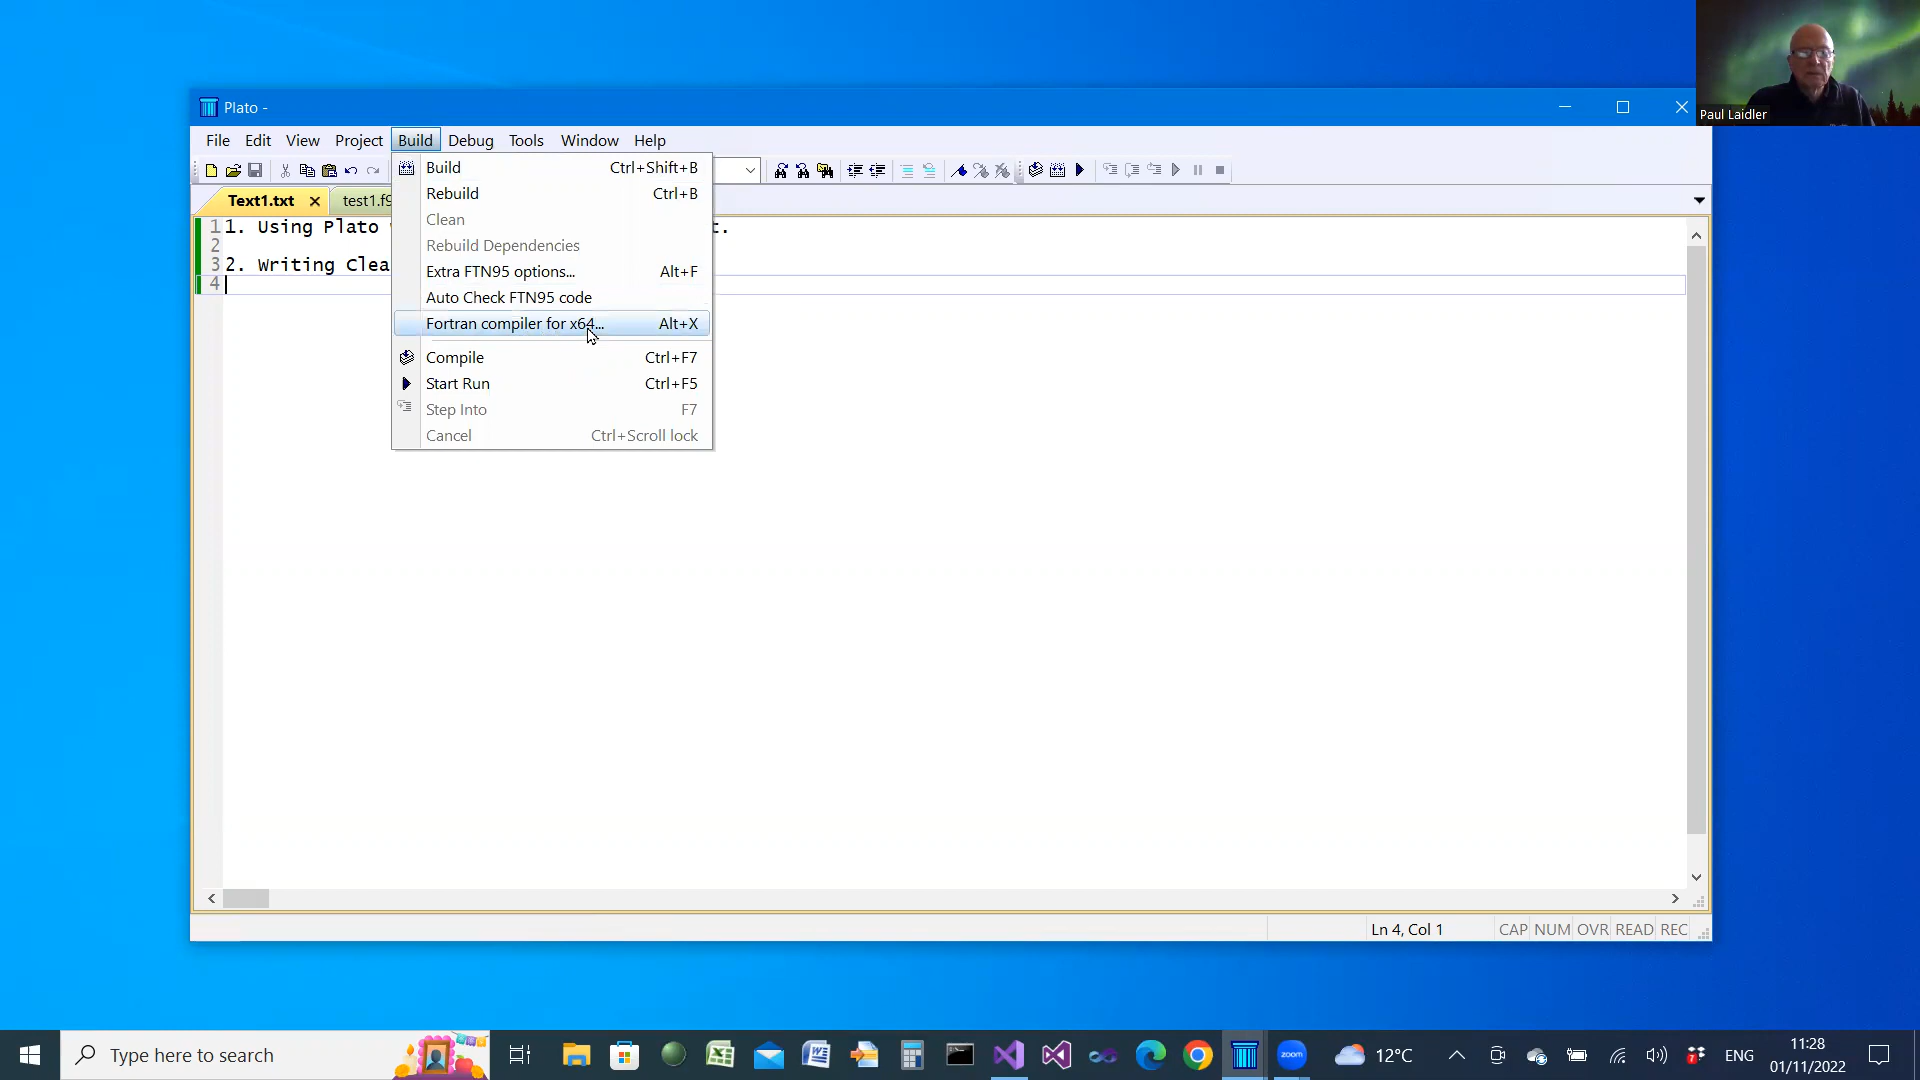 Paul Laidler
Plato -
File Edit View Project Build Debug Tools Window Help
Build Ctrl+Shift+B
Rebuild Ctrl+B
Clean
Rebuild Dependencies
Extra FTN95 options... Alt+F
Auto Check FTN95 code
Fortran compiler for x64... Alt+X
Compile Ctrl+F7
Start Run Ctrl+F5
Step Into F7
Cancel Ctrl+Scroll lock
Text1.txt test1.f9
1 1. Using Plato t.
2
3 2. Writing Clea
4
Ln 4, Col 1 CAP NUM OVR READ REC
Type here to search
zoom
12°C
ENG
11:28
01/11/2022